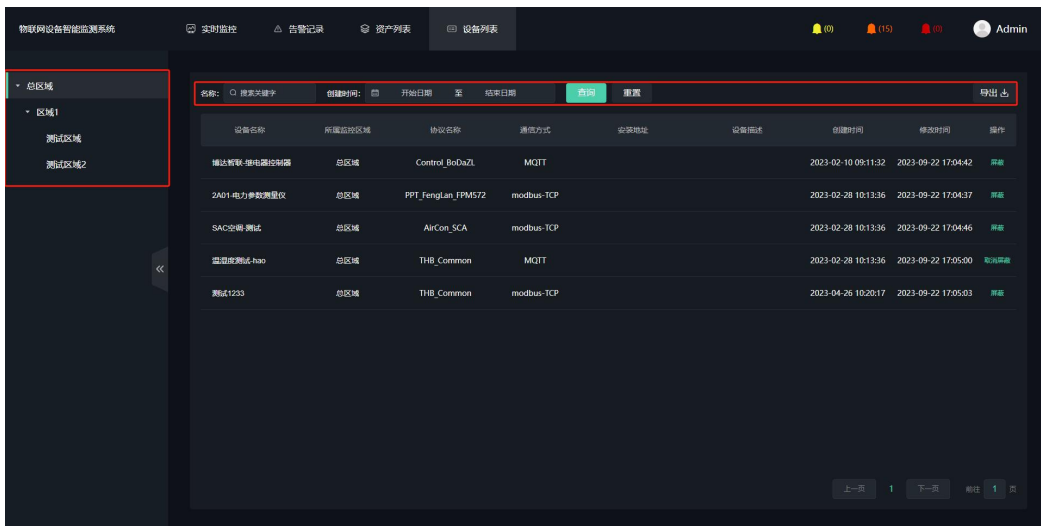 物联网设备智能监测系统 实时监控 告警记录 资产列表 设备列表 (0) (15) (0) Admin
总区域
区域1
测试区域
测试区域2
名称: 搜索关键字 创建时间: 开始日期 至 结束日期 查询 重置 导出
设备名称 所属监控区域 协议名称 通信方式 安装地址 设备描述 创建时间 修改时间 操作
博达智联-继电器控制器 总区域 Control_BoDaZL MQTT 2023-02-10 09:11:32 2023-09-22 17:04:42 屏蔽
2A01-电力参数测量仪 总区域 PPT_FengLan_FPM572 modbus-TCP 2023-02-28 10:13:36 2023-09-22 17:04:37 屏蔽
SAC空调-测试 总区域 AirCon_SCA modbus-TCP 2023-02-28 10:13:36 2023-09-22 17:04:46 屏蔽
温湿度测试-hao 总区域 THB_Common MQTT 2023-02-28 10:13:36 2023-09-22 17:05:00 取消屏蔽
测试1233 总区域 THB_Common modbus-TCP 2023-04-26 10:20:17 2023-09-22 17:05:03 屏蔽
上一页 1 下一页 前往 1 页